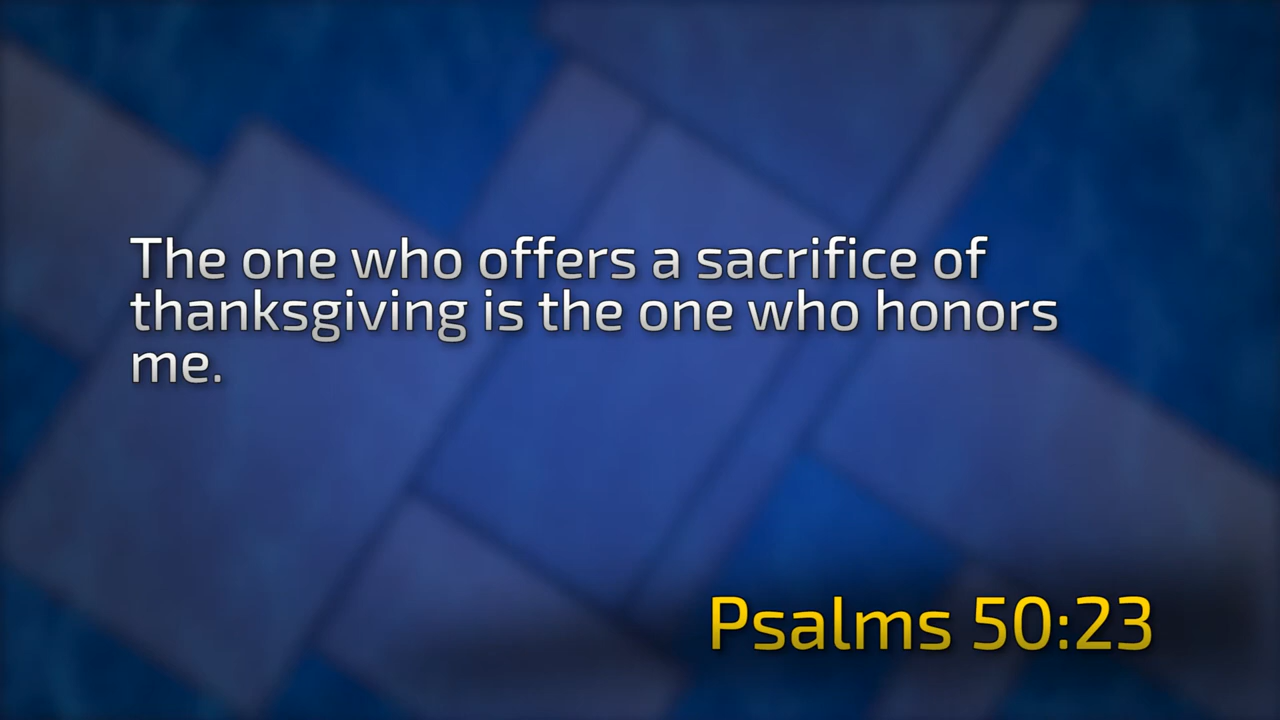 The one who offers a sacrifice of
thanksgiving is the one who honors
me.
Psalms 50:23